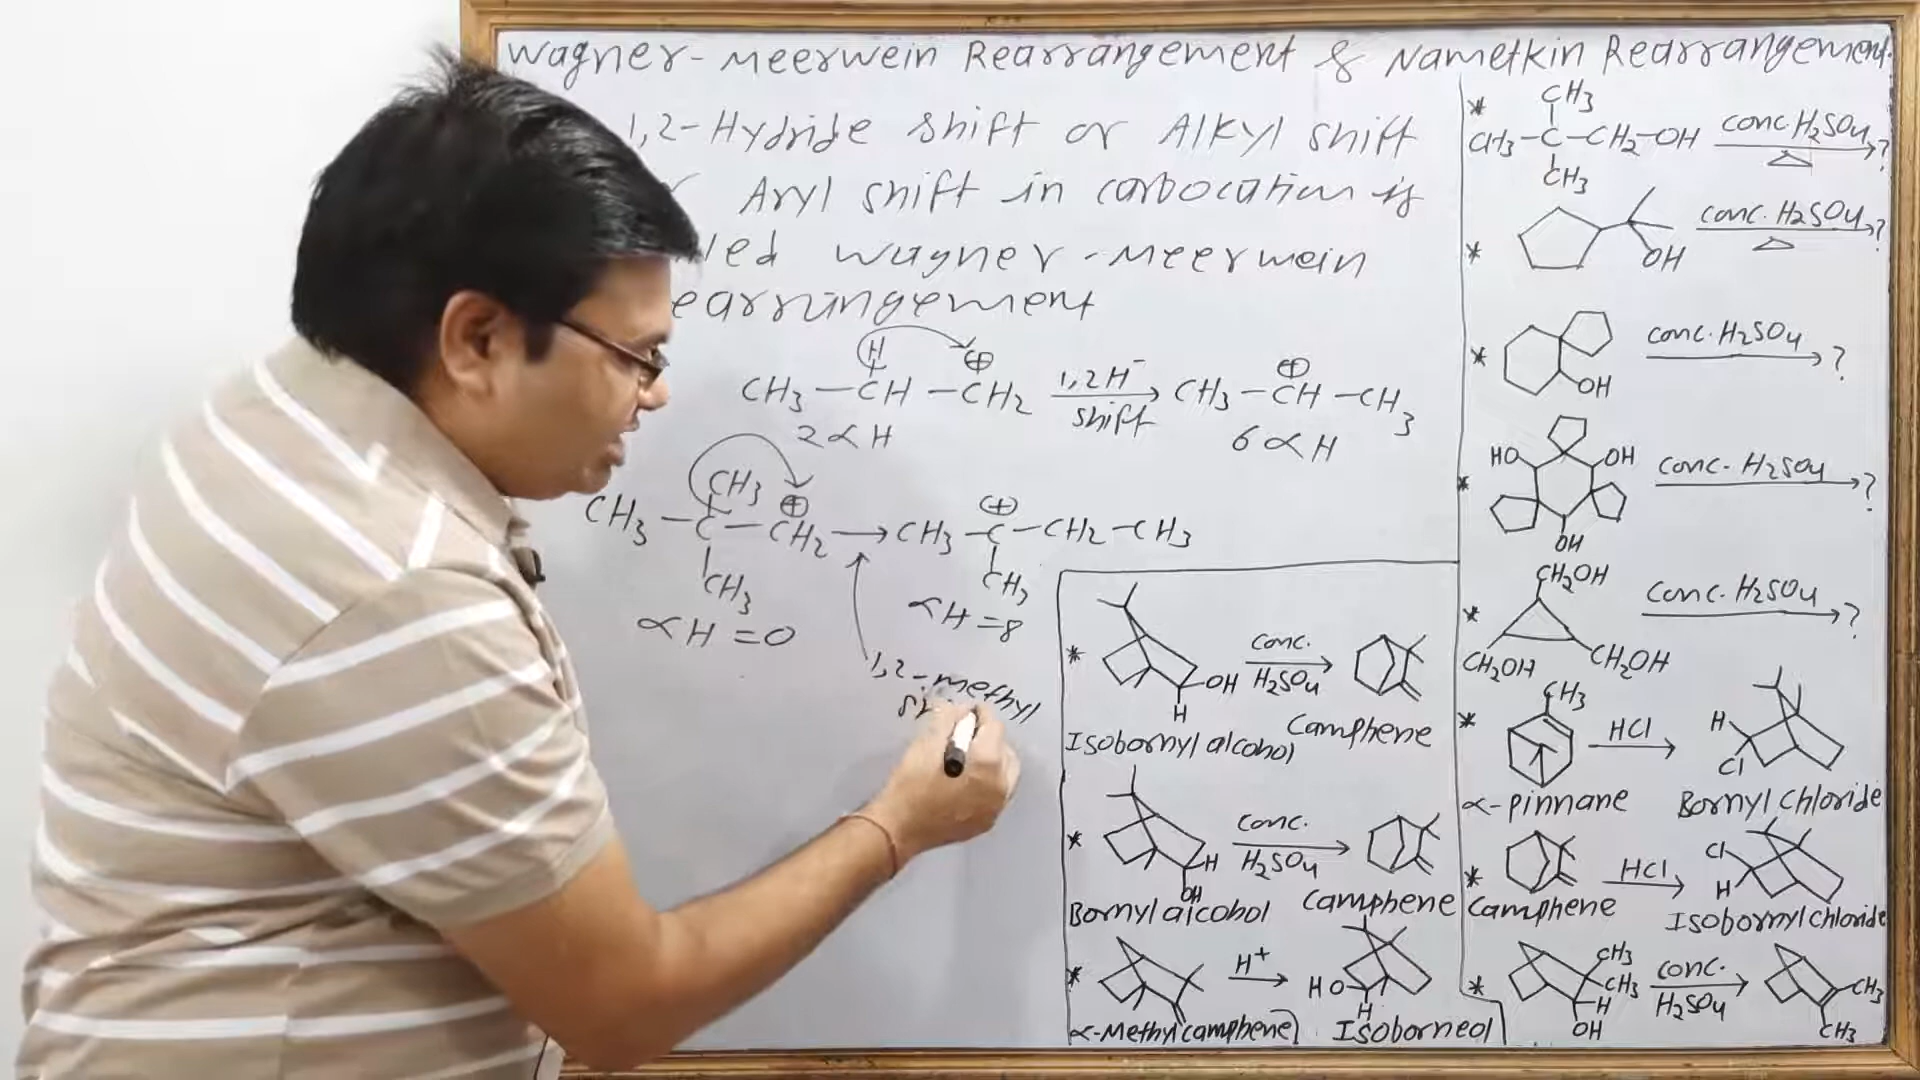 Wagner-Meerwein Rearrangement & Nametkin Rearrangement:
1,2-Hydride shift or Alkyl shift
Aryl shift in carbocation is
led wagner-Meerwein
earrangement
H ⊕
CH3 — CH — CH2 1,2H⁻ shift → CH3 — CH — CH3
⊕
2∝H
6∝H
CH3 ⊕ ⊕
CH3 — C — CH2 → CH3 — C — CH2 — CH3
CH3 CH3
∝H = 0
∝H = 8
1,2-methyl
* OH conc. H2SO4 →
H
Isobornyl alcohol Camphene
* H conc. H2SO4 →
OH
Bornyl alcohol Camphene
* H+ → HO
H
∝-Methylcamphene Isoborneol
* CH3
CH3 — C — CH2 — OH conc. H2SO4 △ → ?
CH3
* OH conc. H2SO4 △ → ?
* OH conc. H2SO4 → ?
* HO OH conc. H2SO4 → ?
OH
* CH2OH conc. H2SO4 → ?
CH2OH CH2OH
* CH3 HCl → H
Cl
∝-pinnane Bornyl chloride
* HCl → Cl
H
Camphene Isobornyl chloride
* CH3
CH3
H
OH conc. H2SO4 → CH3
CH3